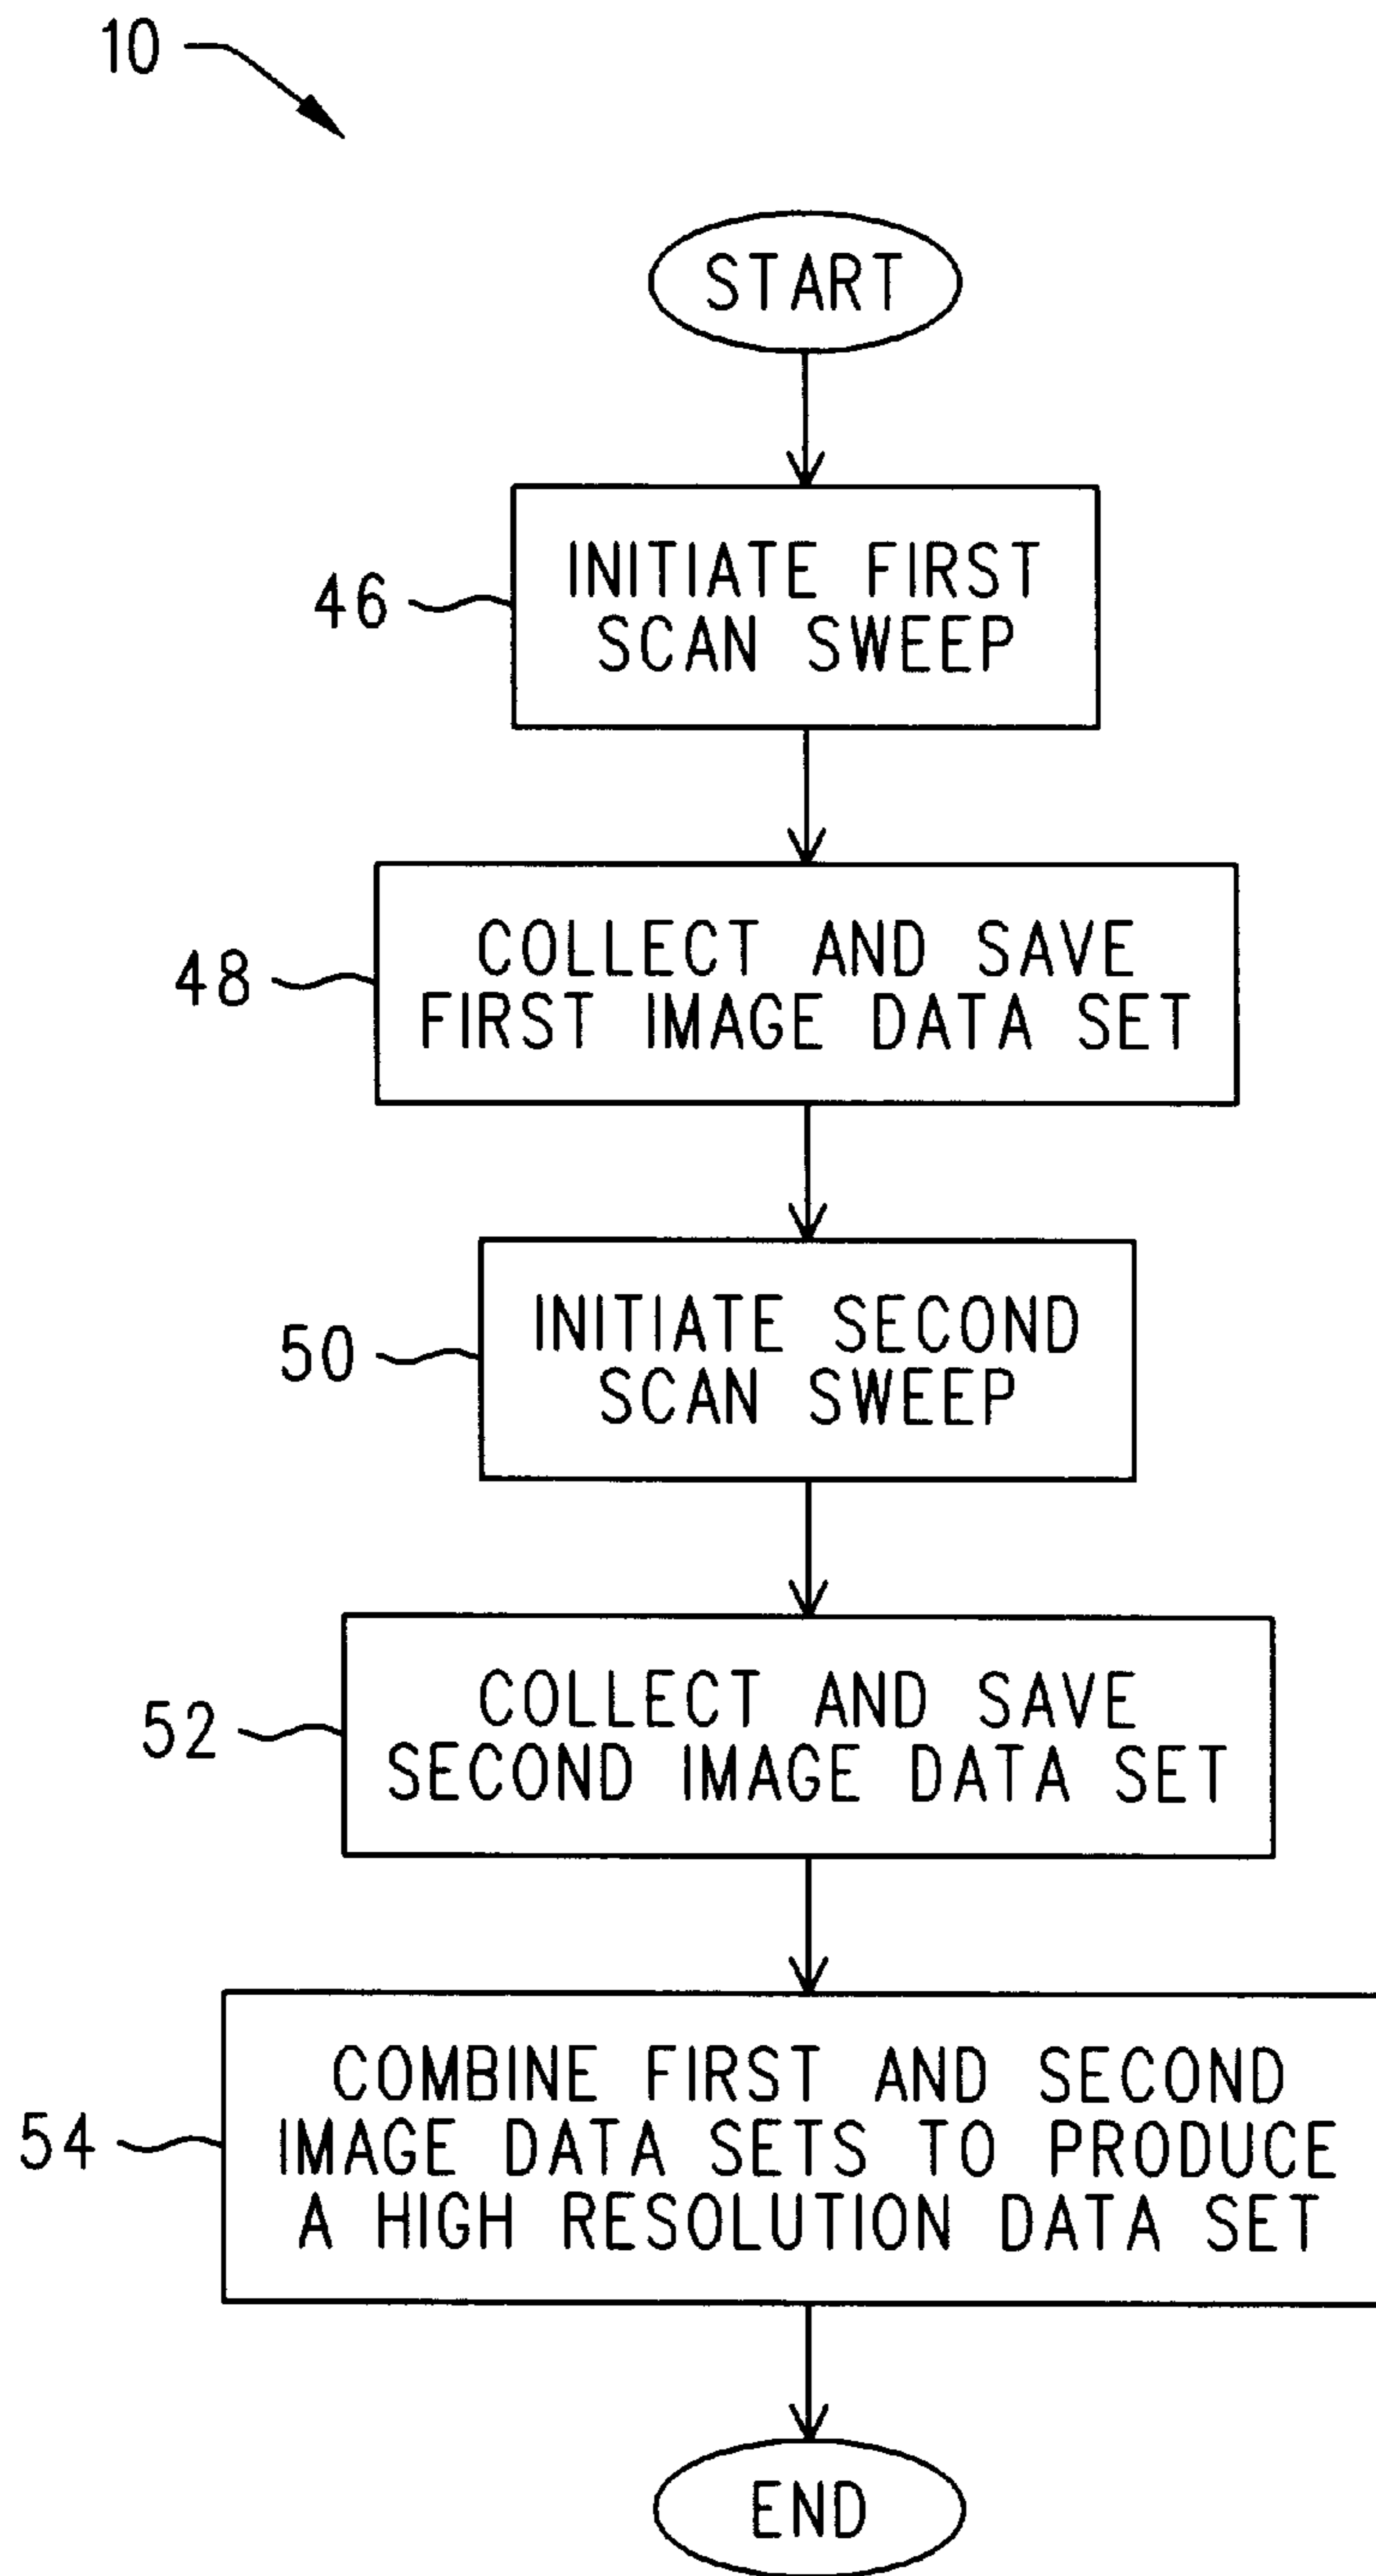 10
START
46
INITIATE FIRST
SCAN SWEEP
48
COLLECT AND SAVE
FIRST IMAGE DATA SET
50
INITIATE SECOND
SCAN SWEEP
52
COLLECT AND SAVE
SECOND IMAGE DATA SET
54
COMBINE FIRST AND SECOND
IMAGE DATA SETS TO PRODUCE
A HIGH RESOLUTION DATA SET
END